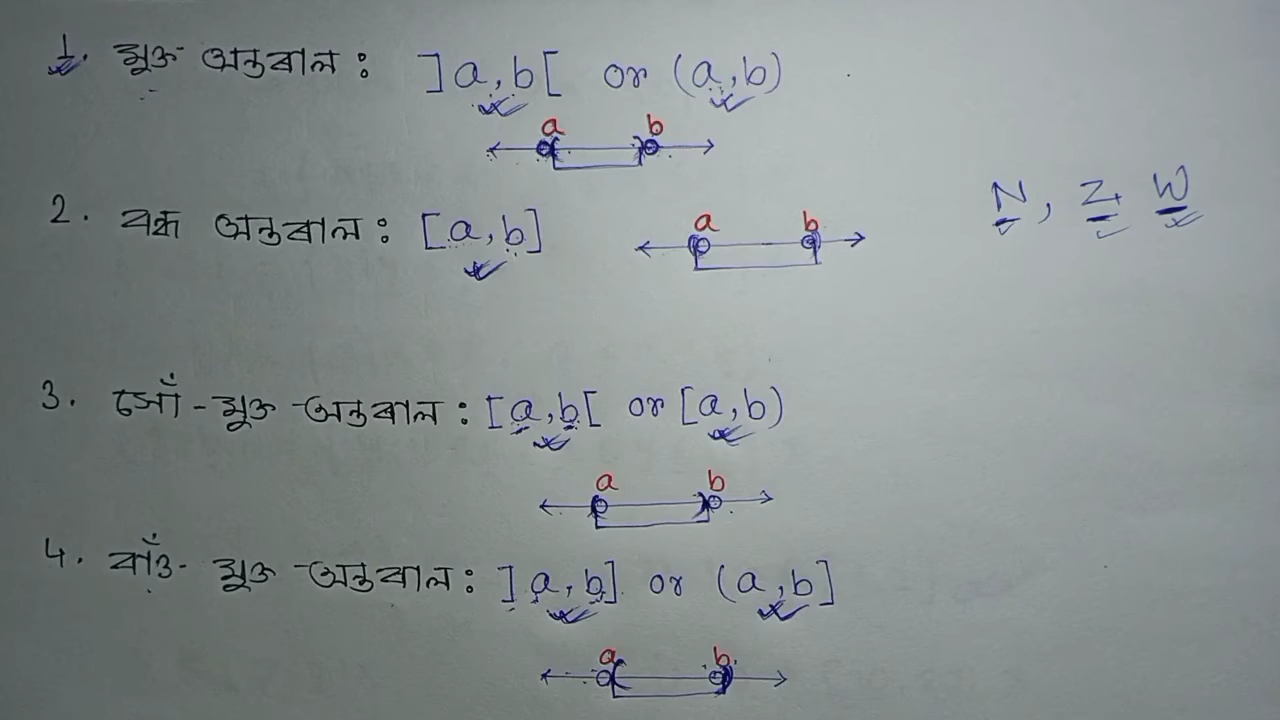 1. মুক্ত অন্তৰাল : ]a,b[ or (a,b)
a b
2. বদ্ধ অন্তৰাল : [a,b]
a b
N, Z, W
3. সোঁ-মুক্ত-অন্তৰাল : [a,b[ or [a,b)
a b
4. বাঁও-মুক্ত-অন্তৰাল : ]a,b] or (a,b]
a b